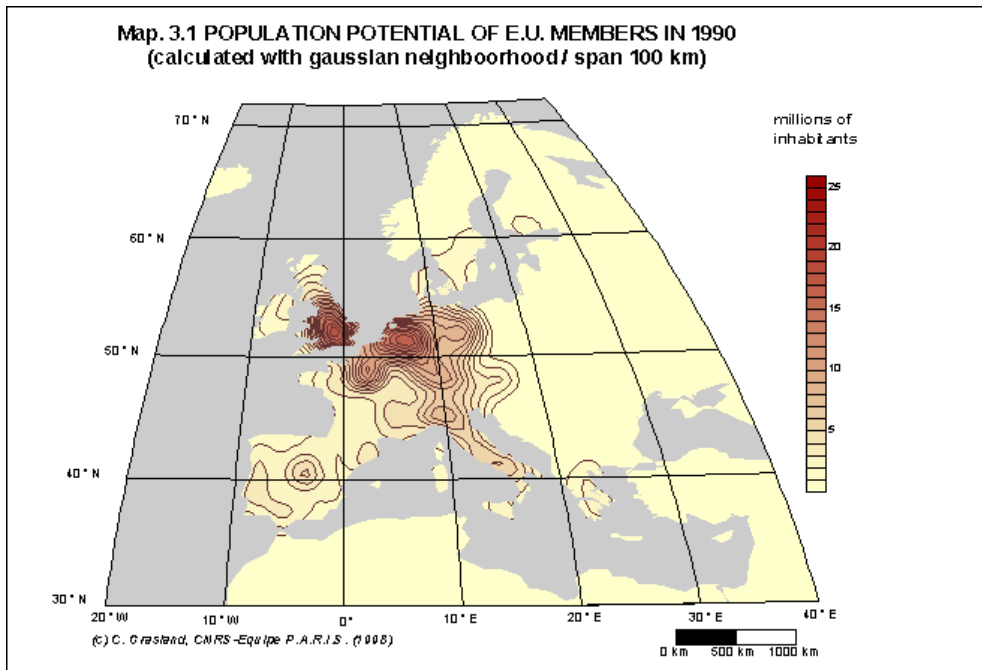 Map. 3.1 POPULATION POTENTIAL OF E.U. MEMBERS IN 1990
(calculated with gaussian neighboorhood / span 100 km)
millions of
inhabitants
70° N
25
60° N
20
15
50° N
10
5
40° N
30° N
20° W
10° W
0°
10° E
20° E
30° E
40° E
(c) C. Grasland, CNRS-Equipe P.A.R.I.S. (1998)
0 km 500 km 1000 km